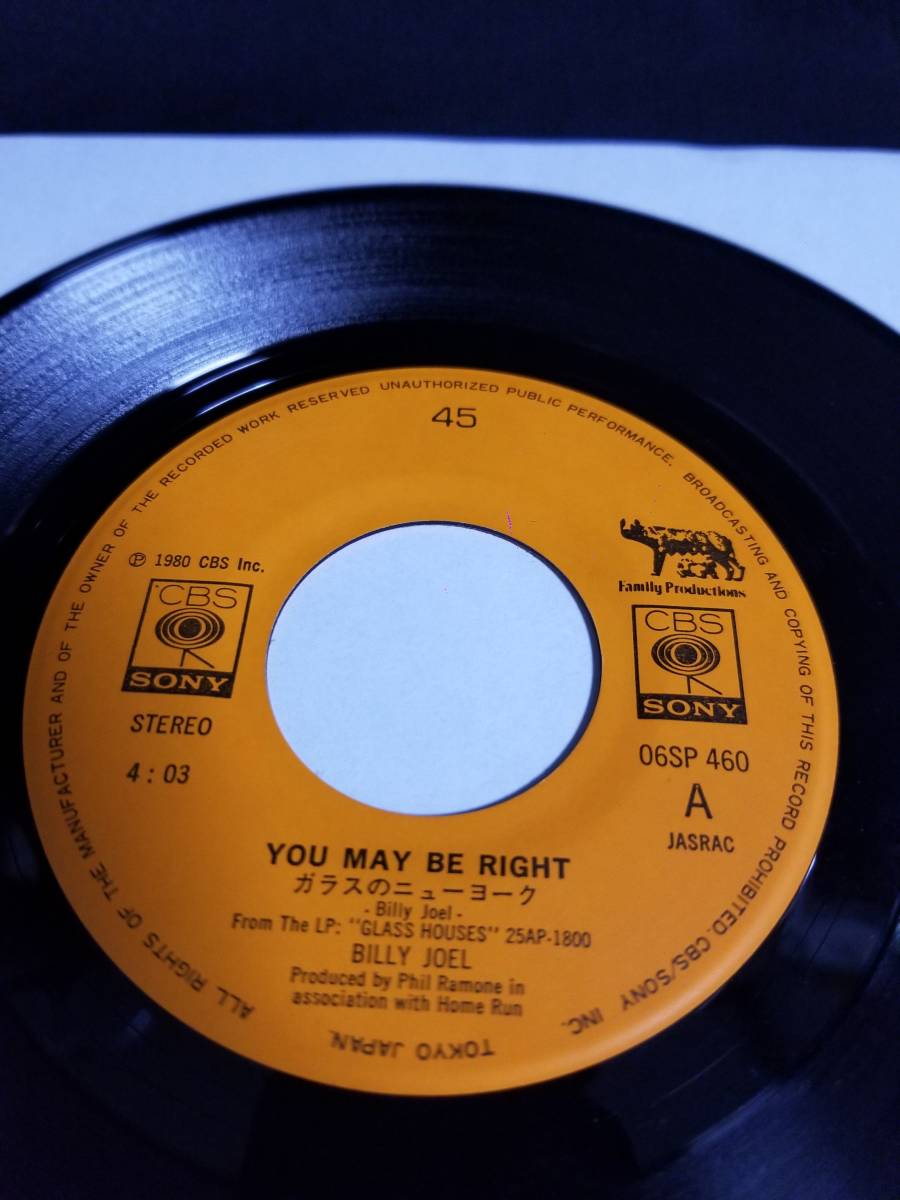 ALL RIGHTS OF THE MANUFACTURER AND OF THE OWNER OF THE RECORDED WORK RESERVED UNAUTHORIZED PUBLIC PERFORMANCE. BROADCASTING AND COPYING OF THIS RECORD PROHIBITED. CBS/SONY INC.
TOKYO JAPAN.
45
℗ 1980 CBS Inc.
CBS
SONY
STEREO
4:03
Family Productions
CBS
SONY
06SP 460
A
JASRAC
YOU MAY BE RIGHT
ガラスのニューヨーク
- Billy Joel -
From The LP: "GLASS HOUSES" 25AP-1800
BILLY JOEL
Produced by Phil Ramone in
association with Home Run